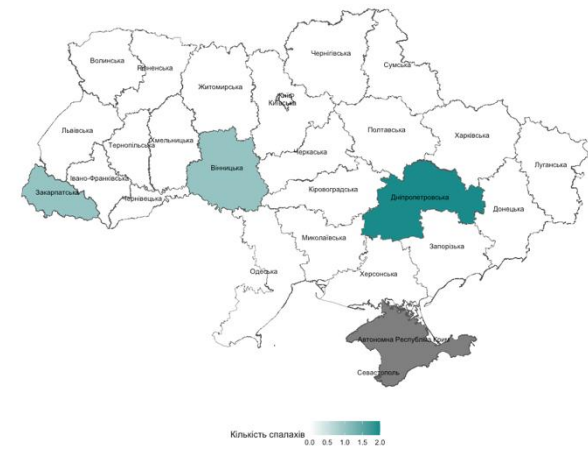 Чернігівська
Волинська
Рівненська
Сумська
Житомирська
Київ
Київська
Львівська
Полтавська
Харківська
Хмельницька
Тернопільська
Черкаська
Луганська
Вінницька
Івано-Франківська
Закарпатська
Кіровоградська
Дніпропетровська
Чернівецька
Донецька
Миколаївська
Запорізька
Одеська
Херсонська
Автономна Республіка Крим
Севастополь
Кількість спалахів
0.0 0.5 1.0 1.5 2.0